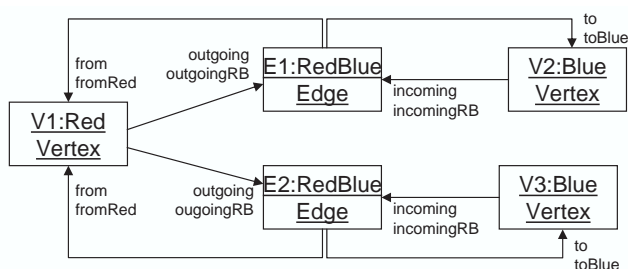 to
toBlue
outgoing
outgoingRB
E1:RedBlue
Edge
V2:Blue
Vertex
from
fromRed
incoming
incomingRB
V1:Red
Vertex
from
fromRed
outgoing
ougoingRB
E2:RedBlue
Edge
incoming
incomingRB
V3:Blue
Vertex
to
toBlue